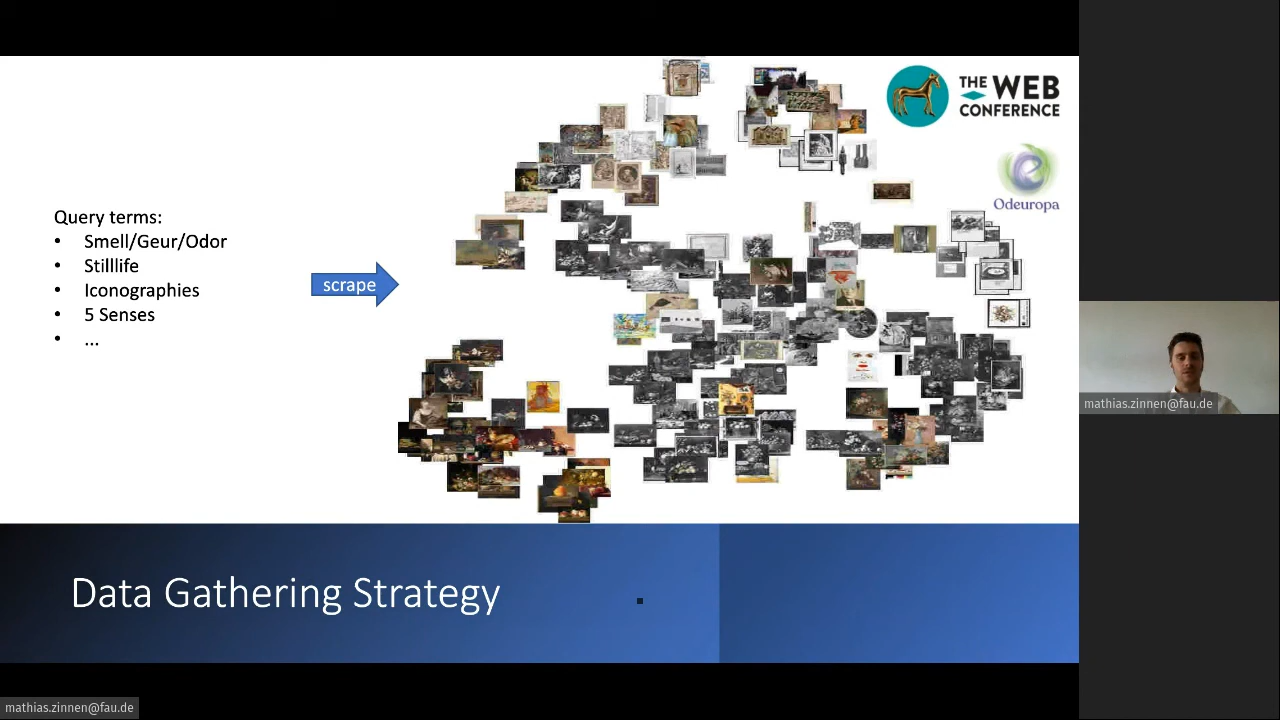 THE WEB
CONFERENCE
Odeuropa
Query terms:
• Smell/Geur/Odor
• Stilllife
• Iconographies
• 5 Senses
• ...
scrape
Data Gathering Strategy
mathias.zinnen@fau.de
mathias.zinnen@fau.de